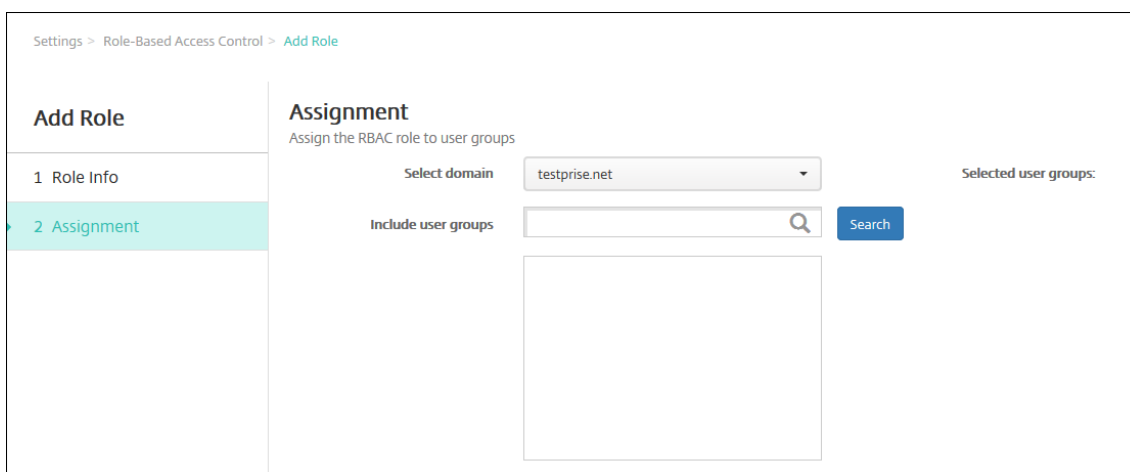 Settings > Role-Based Access Control > Add Role
Add Role
1 Role Info
2 Assignment
Assignment
Assign the RBAC role to user groups
Select domain
testprise.net
Selected user groups:
Include user groups
Search